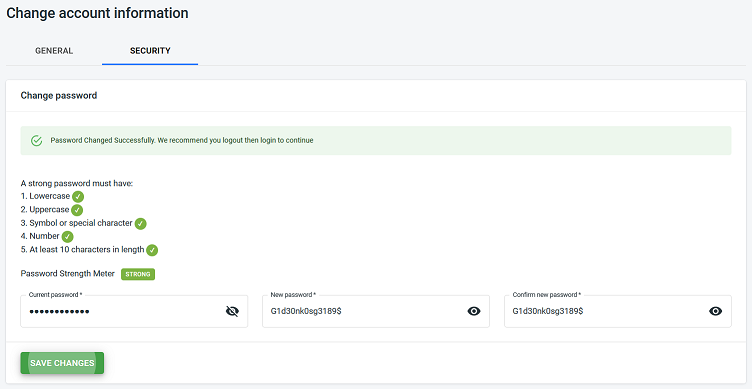 Change account information
GENERAL SECURITY
Change password
Password Changed Successfully. We recommend you logout then login to continue
A strong password must have:
1. Lowercase
2. Uppercase
3. Symbol or special character
4. Number
5. At least 10 characters in length
Password Strength Meter STRONG
Current password * New password * Confirm new password *
•••••••••••• G1d30nk0sg3189$ G1d30nk0sg3189$
SAVE CHANGES